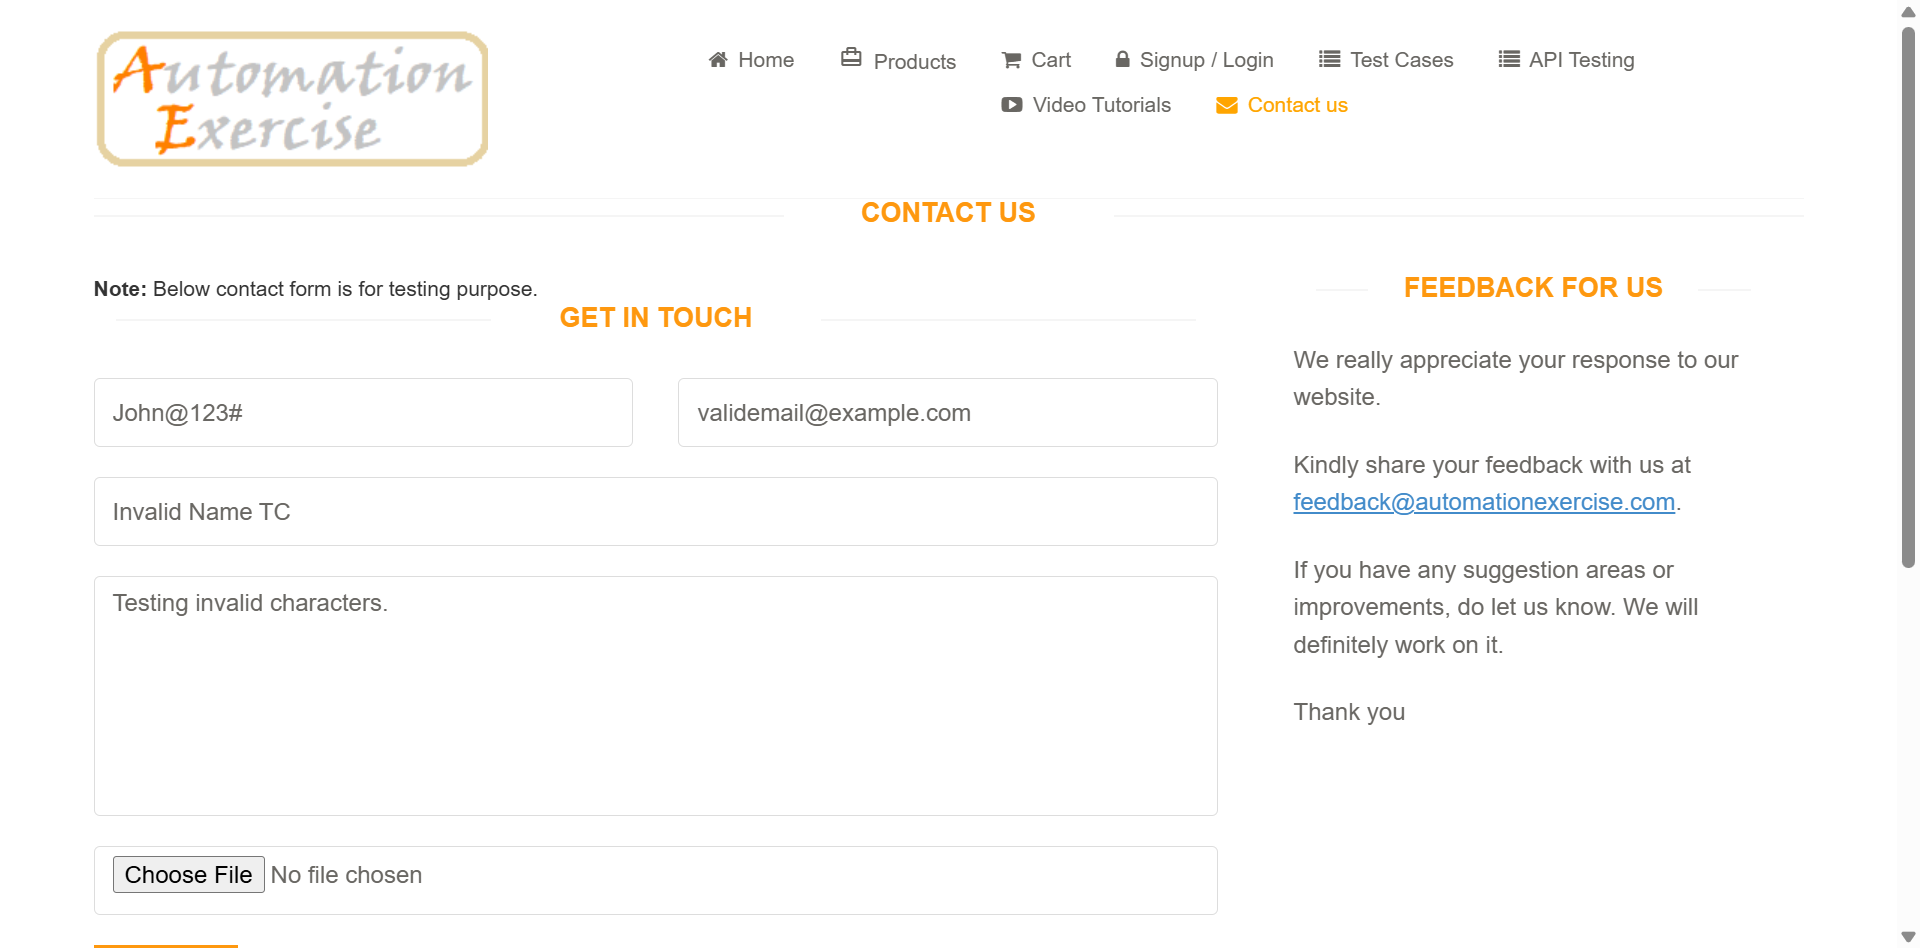 Automation
Exercise
Home Products Cart Signup / Login Test Cases API Testing
Video Tutorials Contact us
CONTACT US
Note: Below contact form is for testing purpose.
GET IN TOUCH
John@123# validemail@example.com
Invalid Name TC
Testing invalid characters.
Choose File No file chosen
FEEDBACK FOR US
We really appreciate your response to our
website.
Kindly share your feedback with us at
feedback@automationexercise.com.
If you have any suggestion areas or
improvements, do let us know. We will
definitely work on it.
Thank you